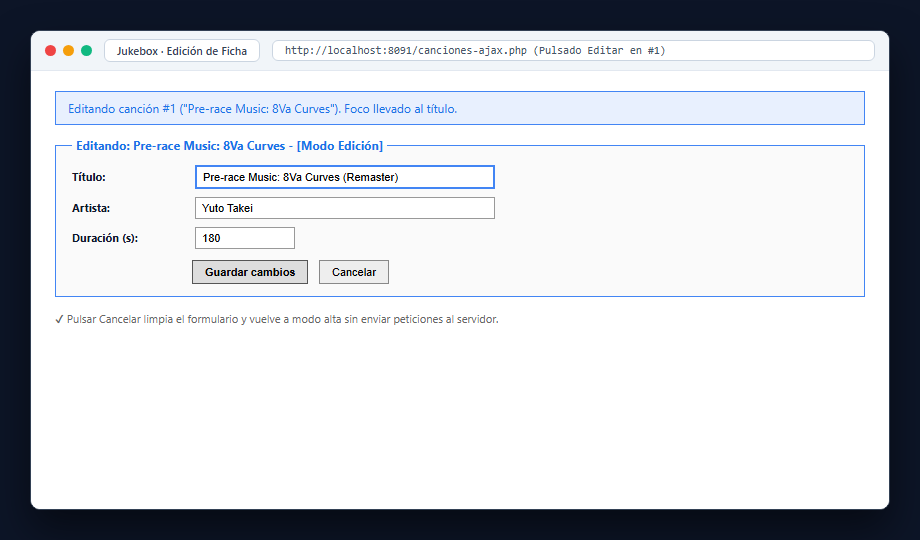 Jukebox · Edición de Ficha
http://localhost:8091/canciones-ajax.php (Pulsado Editar en #1)
Editando canción #1 ("Pre-race Music: 8Va Curves"). Foco llevado al título.
Editando: Pre-race Music: 8Va Curves - [Modo Edición]
Título:
Pre-race Music: 8Va Curves (Remaster)
Artista:
Yuto Takei
Duración (s):
180
Guardar cambios
Cancelar
✓ Pulsar Cancelar limpia el formulario y vuelve a modo alta sin enviar peticiones al servidor.